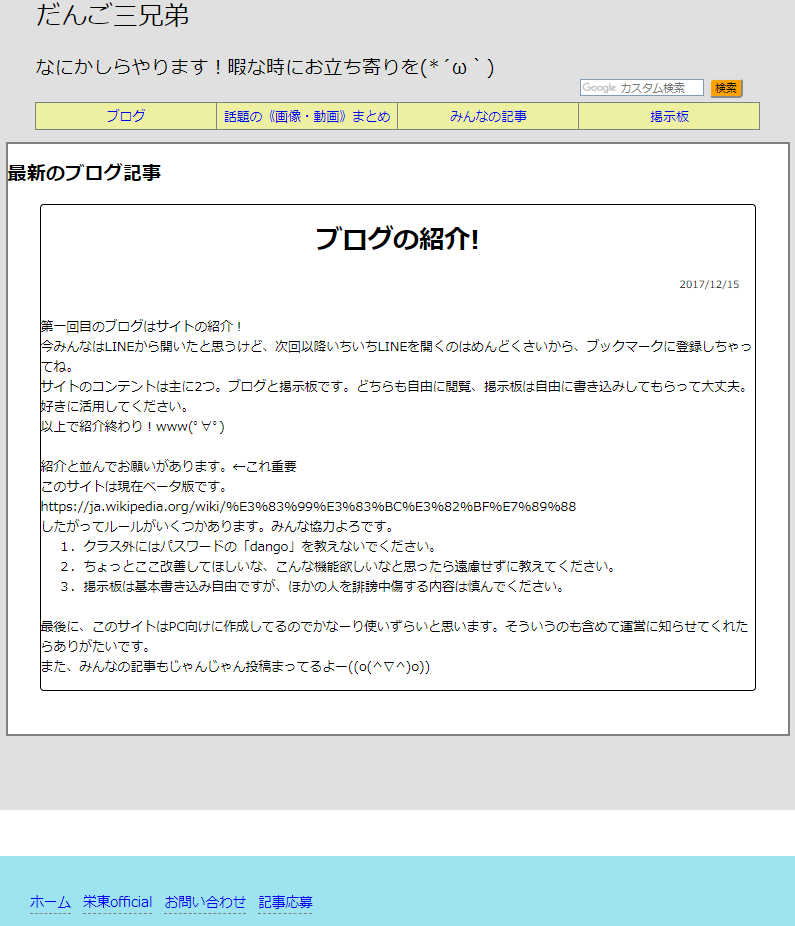 だんご三兄弟
なにかしらやります！暇な時にお立ち寄りを(*´ω｀)
Google カスタム検索 検索
ブログ 話題の《画像・動画》まとめ みんなの記事 掲示板
最新のブログ記事
ブログの紹介!
2017/12/15
第一回目のブログはサイトの紹介！
今みんなはLINEから開いたと思うけど、次回以降いちいちLINEを開くのはめんどくさいから、ブックマークに登録しちゃっ
てね。
サイトのコンテントは主に2つ。ブログと掲示板です。どちらも自由に閲覧、掲示板は自由に書き込みしてもらって大丈夫。
好きに活用してください。
以上で紹介終わり！www(ﾟ∀ﾟ)
紹介と並んでお願いがあります。←これ重要
このサイトは現在ベータ版です。
https://ja.wikipedia.org/wiki/%E3%83%99%E3%83%BC%E3%82%BF%E7%89%88
したがってルールがいくつかあります。みんな協力よろです。
1. クラス外にはパスワードの「dango」を教えないでください。
2. ちょっとここ改善してほしいな、こんな機能欲しいなと思ったら遠慮せずに教えてください。
3. 掲示板は基本書き込み自由ですが、ほかの人を誹謗中傷する内容は慎んでください。
最後に、このサイトはPC向けに作成してるのでかなーり使いずらいと思います。そういうのも含めて運営に知らせてくれた
らありがたいです。
また、みんなの記事もじゃんじゃん投稿まってるよー((o(^▽^)o))
ホーム 栄東official お問い合わせ 記事応募